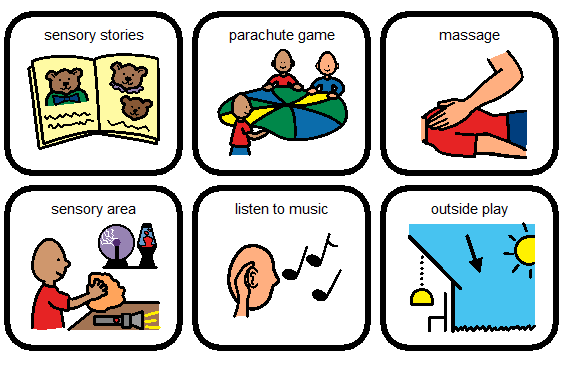 sensory stories
parachute game
massage
sensory area
listen to music
outside play